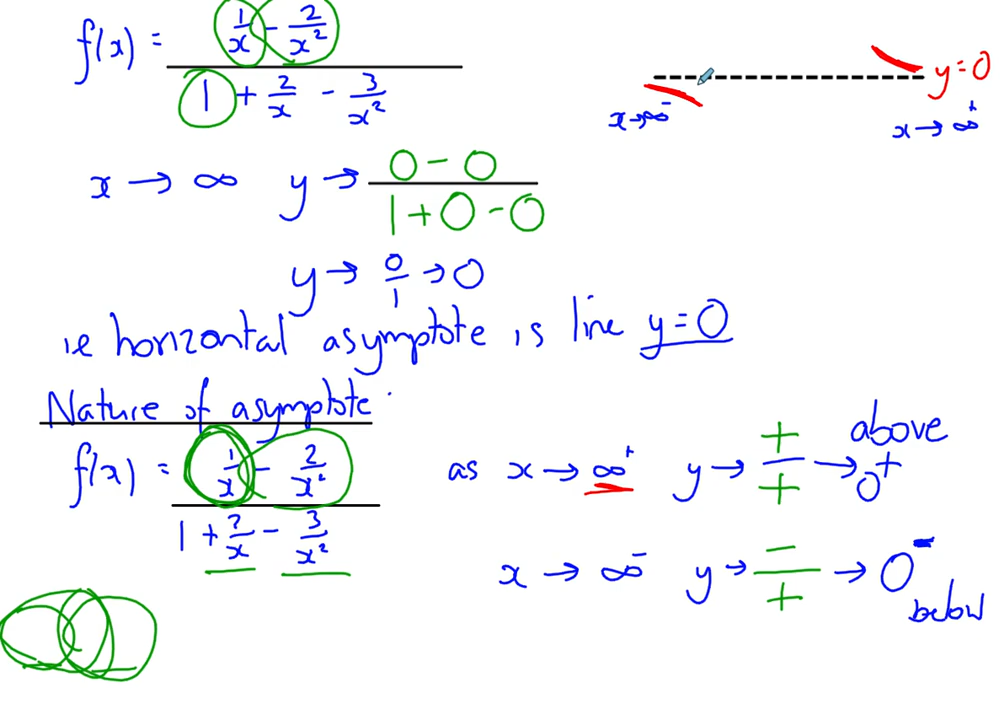 f(x) = (1/x - 2/x²) / (1 + 2/x - 3/x²)
y=0
x→∞⁻
x → ∞⁺
x → ∞ y → (0 - 0) / (1 + 0 - 0)
y → 0/1 → 0
ie horizontal asymptote is line y=0
Nature of asymptote.
f(x) = (1/x - 2/x²) / (1 + 2/x - 3/x²)
as x → ∞⁺ y → +/+ → 0⁺ above
x → ∞⁻ y → -/+ → 0⁻ below